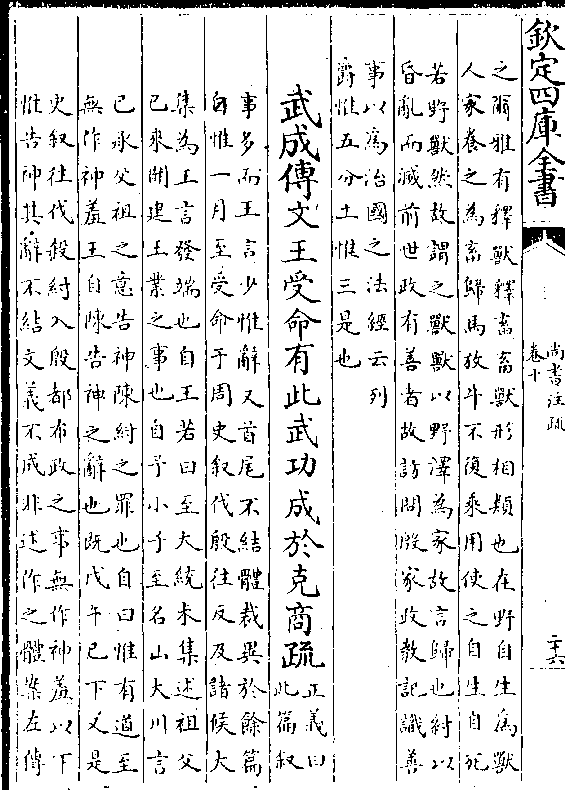 欽定四庫全書
尚書注疏
卷十
二十六
之爾雅有釋獸釋畜畜獸形相類也在野自生為獸
人家養之為畜歸馬放牛不復乘用使之自生自死
若野獸然故謂之獸獸以野澤為家故言歸也紂以
昏亂而滅前世政有善者故訪問殷家政教記識善
事以為治國之法經云列
爵惟五分土惟三是也
武成傳文王受命有此武功成於克商疏
正義曰
此篇叙
事多而王言少惟辭又首尾不結體裁異於餘篇
自惟一月至受命于周史叙伐殷往反及諸侯大
集為王言發端也自王若曰至大統未集述祖父
已來開建王業之事也自予小子至名山大川言
已承父祖之意告神陳紂之罪也自曰惟有道至
無作神羞王自陳告神之辭也既戊午已下又是
史叙往伐殺紂入殷都布政之事無作神羞以下
惟告神其辭不結文義不成非述作之體案左傳